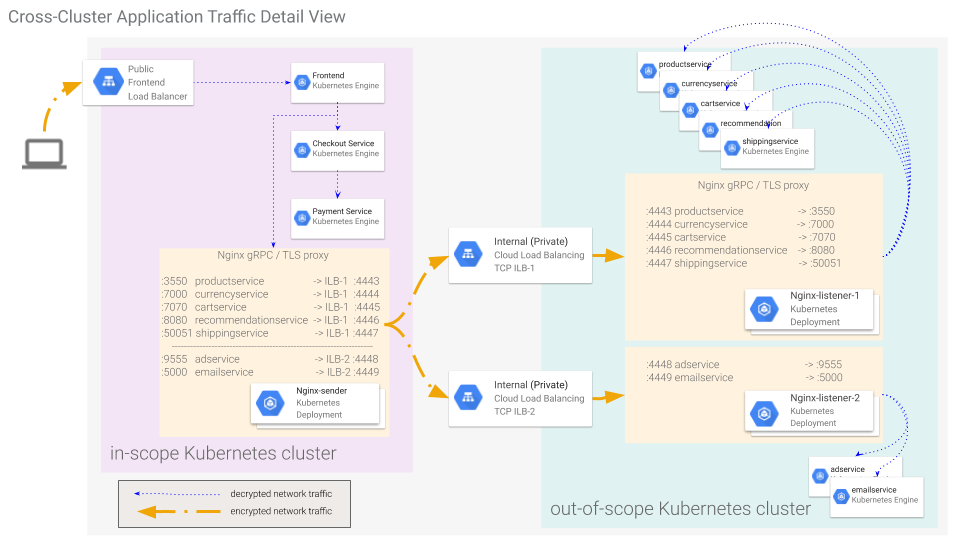 Cross-Cluster Application Traffic Detail View
Public
Frontend
Load Balancer
Frontend
Kubernetes Engine
Checkout Service
Kubernetes Engine
Payment Service
Kubernetes Engine
Nginx gRPC / TLS proxy
:3550 productservice -> ILB-1 :4443
:7000 currencyservice -> ILB-1 :4444
:7070 cartservice -> ILB-1 :4445
:8080 recommendationservice -> ILB-1 :4446
:50051 shippingservice -> ILB-1 :4447
:9555 adservice -> ILB-2 :4448
:5000 emailservice -> ILB-2 :4449
Nginx-sender
Kubernetes
Deployment
in-scope Kubernetes cluster
Internal (Private)
Cloud Load Balancing
TCP ILB-1
Internal (Private)
Cloud Load Balancing
TCP ILB-2
productservice
currencyservice
cartservice
recommendation
shippingservice
Kubernetes Engine
Nginx gRPC / TLS proxy
:4443 productservice -> :3550
:4444 currencyservice -> :7000
:4445 cartservice -> :7070
:4446 recommendationservice -> :8080
:4447 shippingservice -> :50051
Nginx-listener-1
Kubernetes
Deployment
:4448 adservice -> :9555
:4449 emailservice -> :5000
Nginx-listener-2
Kubernetes
Deployment
adservice
emailservice
Kubernetes Engine
out-of-scope Kubernetes cluster
decrypted network traffic
encrypted network traffic